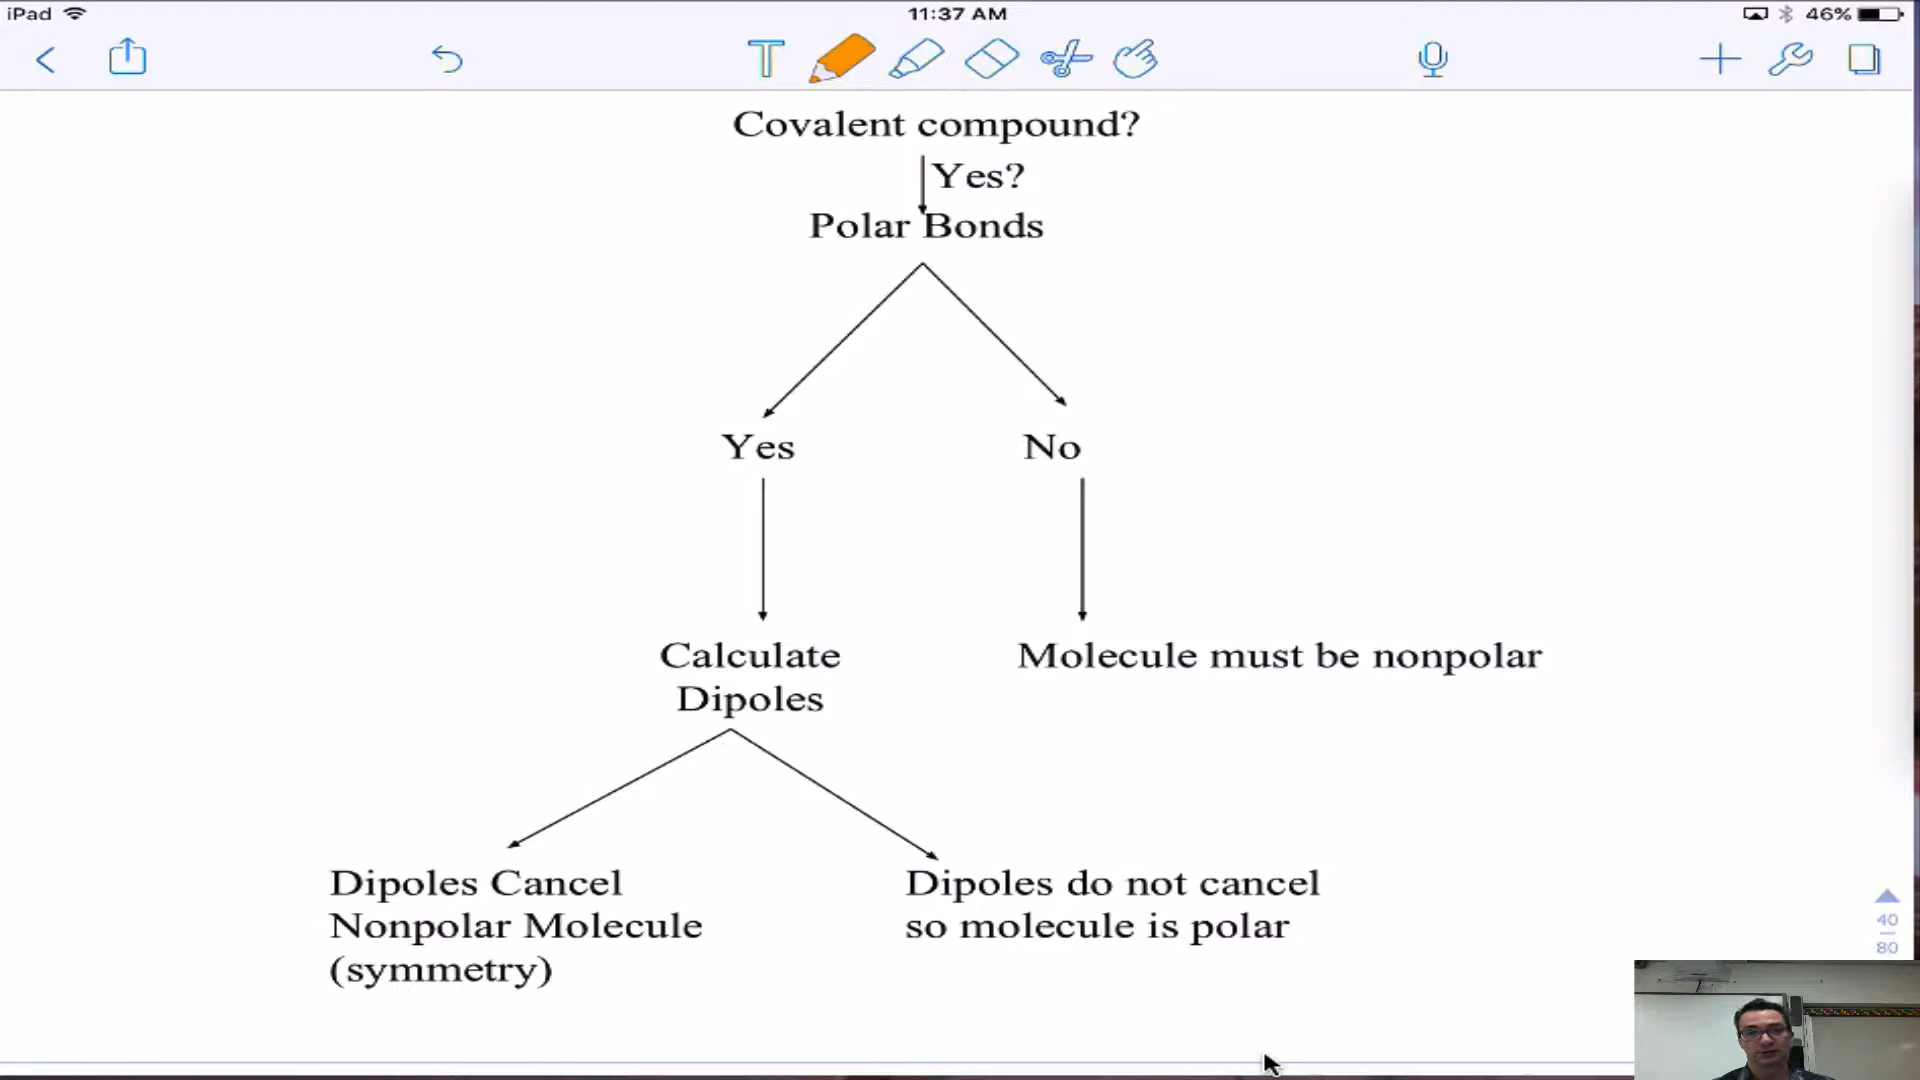 iPad
11:37 AM
46%
T
Covalent compound?
Yes?
Polar Bonds
Yes
No
Calculate
Dipoles
Molecule must be nonpolar
Dipoles Cancel
Nonpolar Molecule
(symmetry)
Dipoles do not cancel
so molecule is polar
40
80